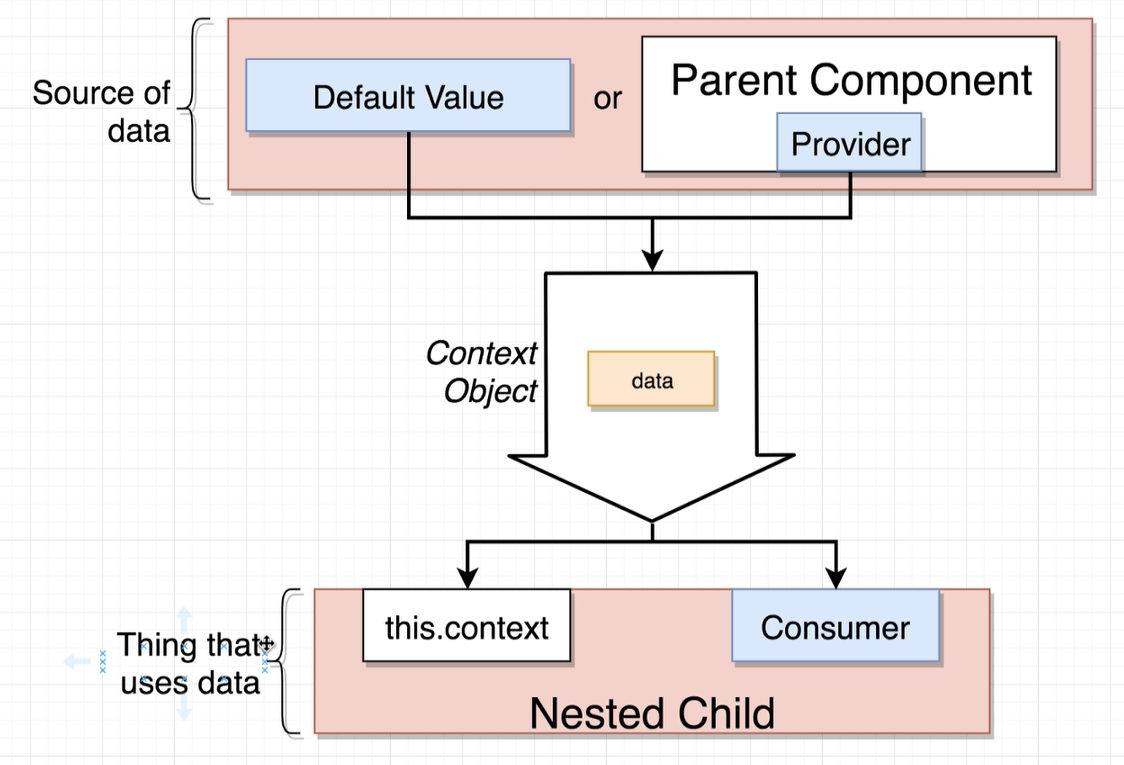 Source of
data
Default Value
or
Parent Component
Provider
Context
Object
data
Thing that
uses data
this.context
Consumer
Nested Child